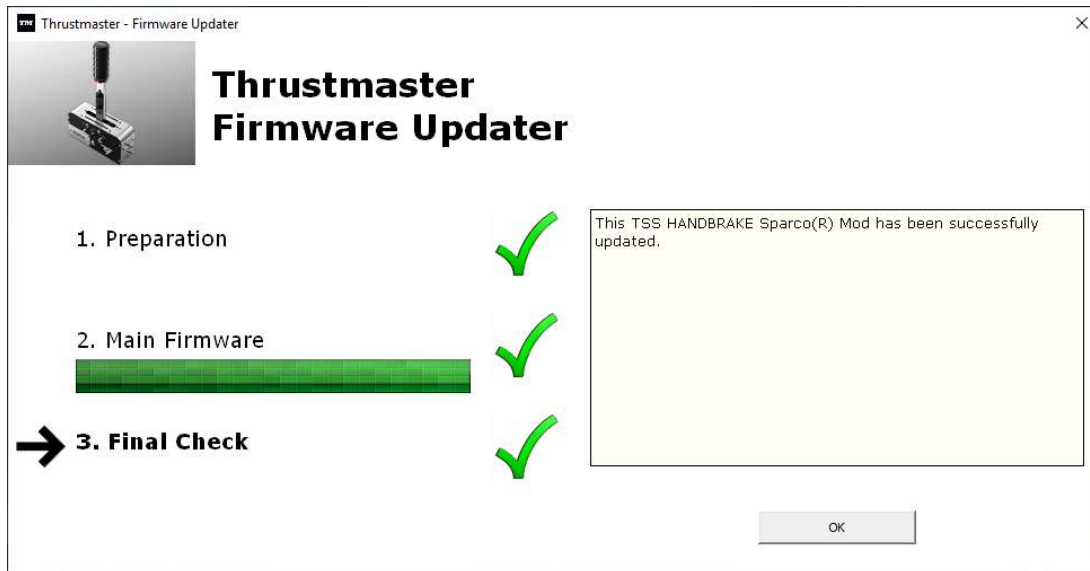 TM Thrustmaster - Firmware Updater
Thrustmaster
Firmware Updater
1. Preparation
This TSS HANDBRAKE Sparco(R) Mod has been successfully
updated.
2. Main Firmware
3. Final Check
OK